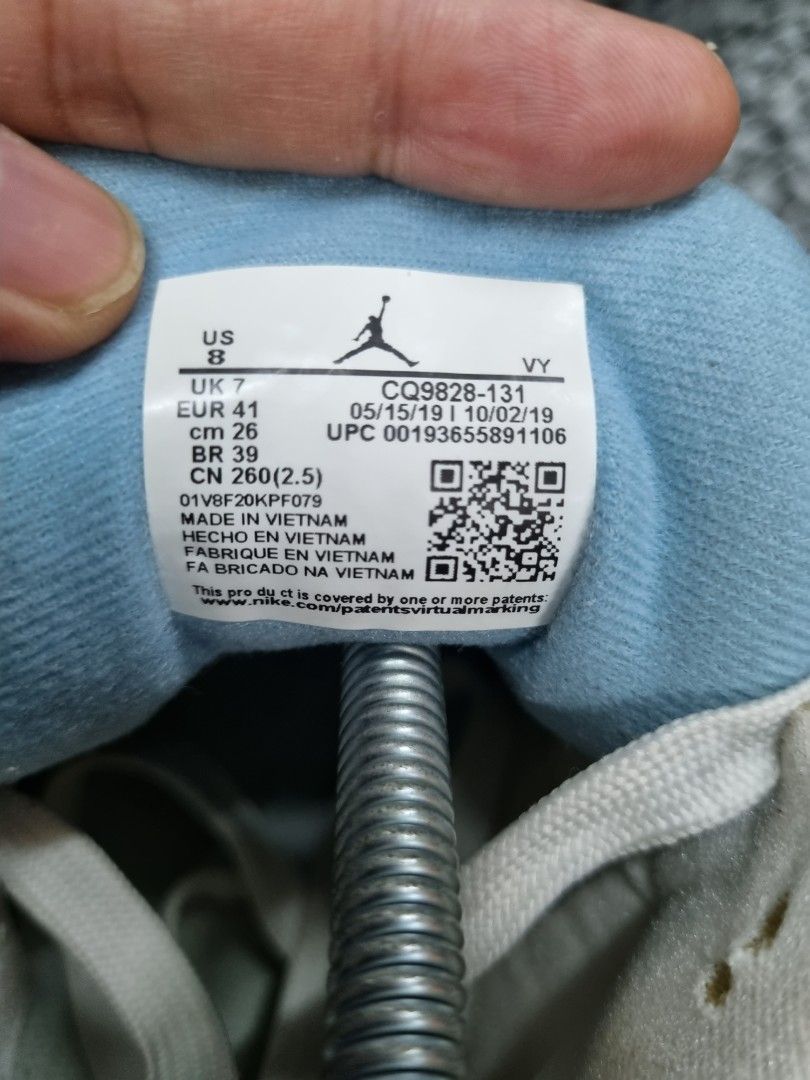 US
8
VY
UK 7
EUR 41
cm 26
BR 39
CN 260(2.5)
CQ9828-131
05/15/19 I 10/02/19
UPC 00193655891106
01V8F20KPF079
MADE IN VIETNAM
HECHO EN VIETNAM
FABRIQUE EN VIETNAM
FA BRICADO NA VIETNAM
This pro du ct is covered by one or more patents:
www.nike.com/patentsvirtualmarking